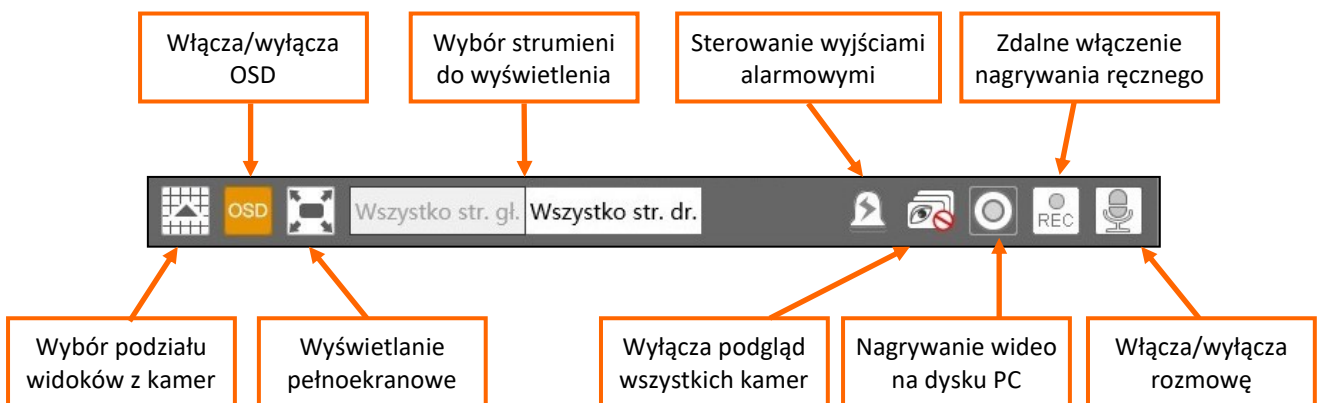 Włącza/wyłącza
OSD
Wybór strumieni
do wyświetlenia
Sterowanie wyjściami
alarmowymi
Zdalne włączenie
nagrywania ręcznego
OSD
Wszystko str. gł.
Wszystko str. dr.
REC
Wybór podziału
widoków z kamer
Wyświetlanie
pełnoekranowe
Wyłącza podgląd
wszystkich kamer
Nagrywanie wideo
na dysku PC
Włącza/wyłącza
rozmowę